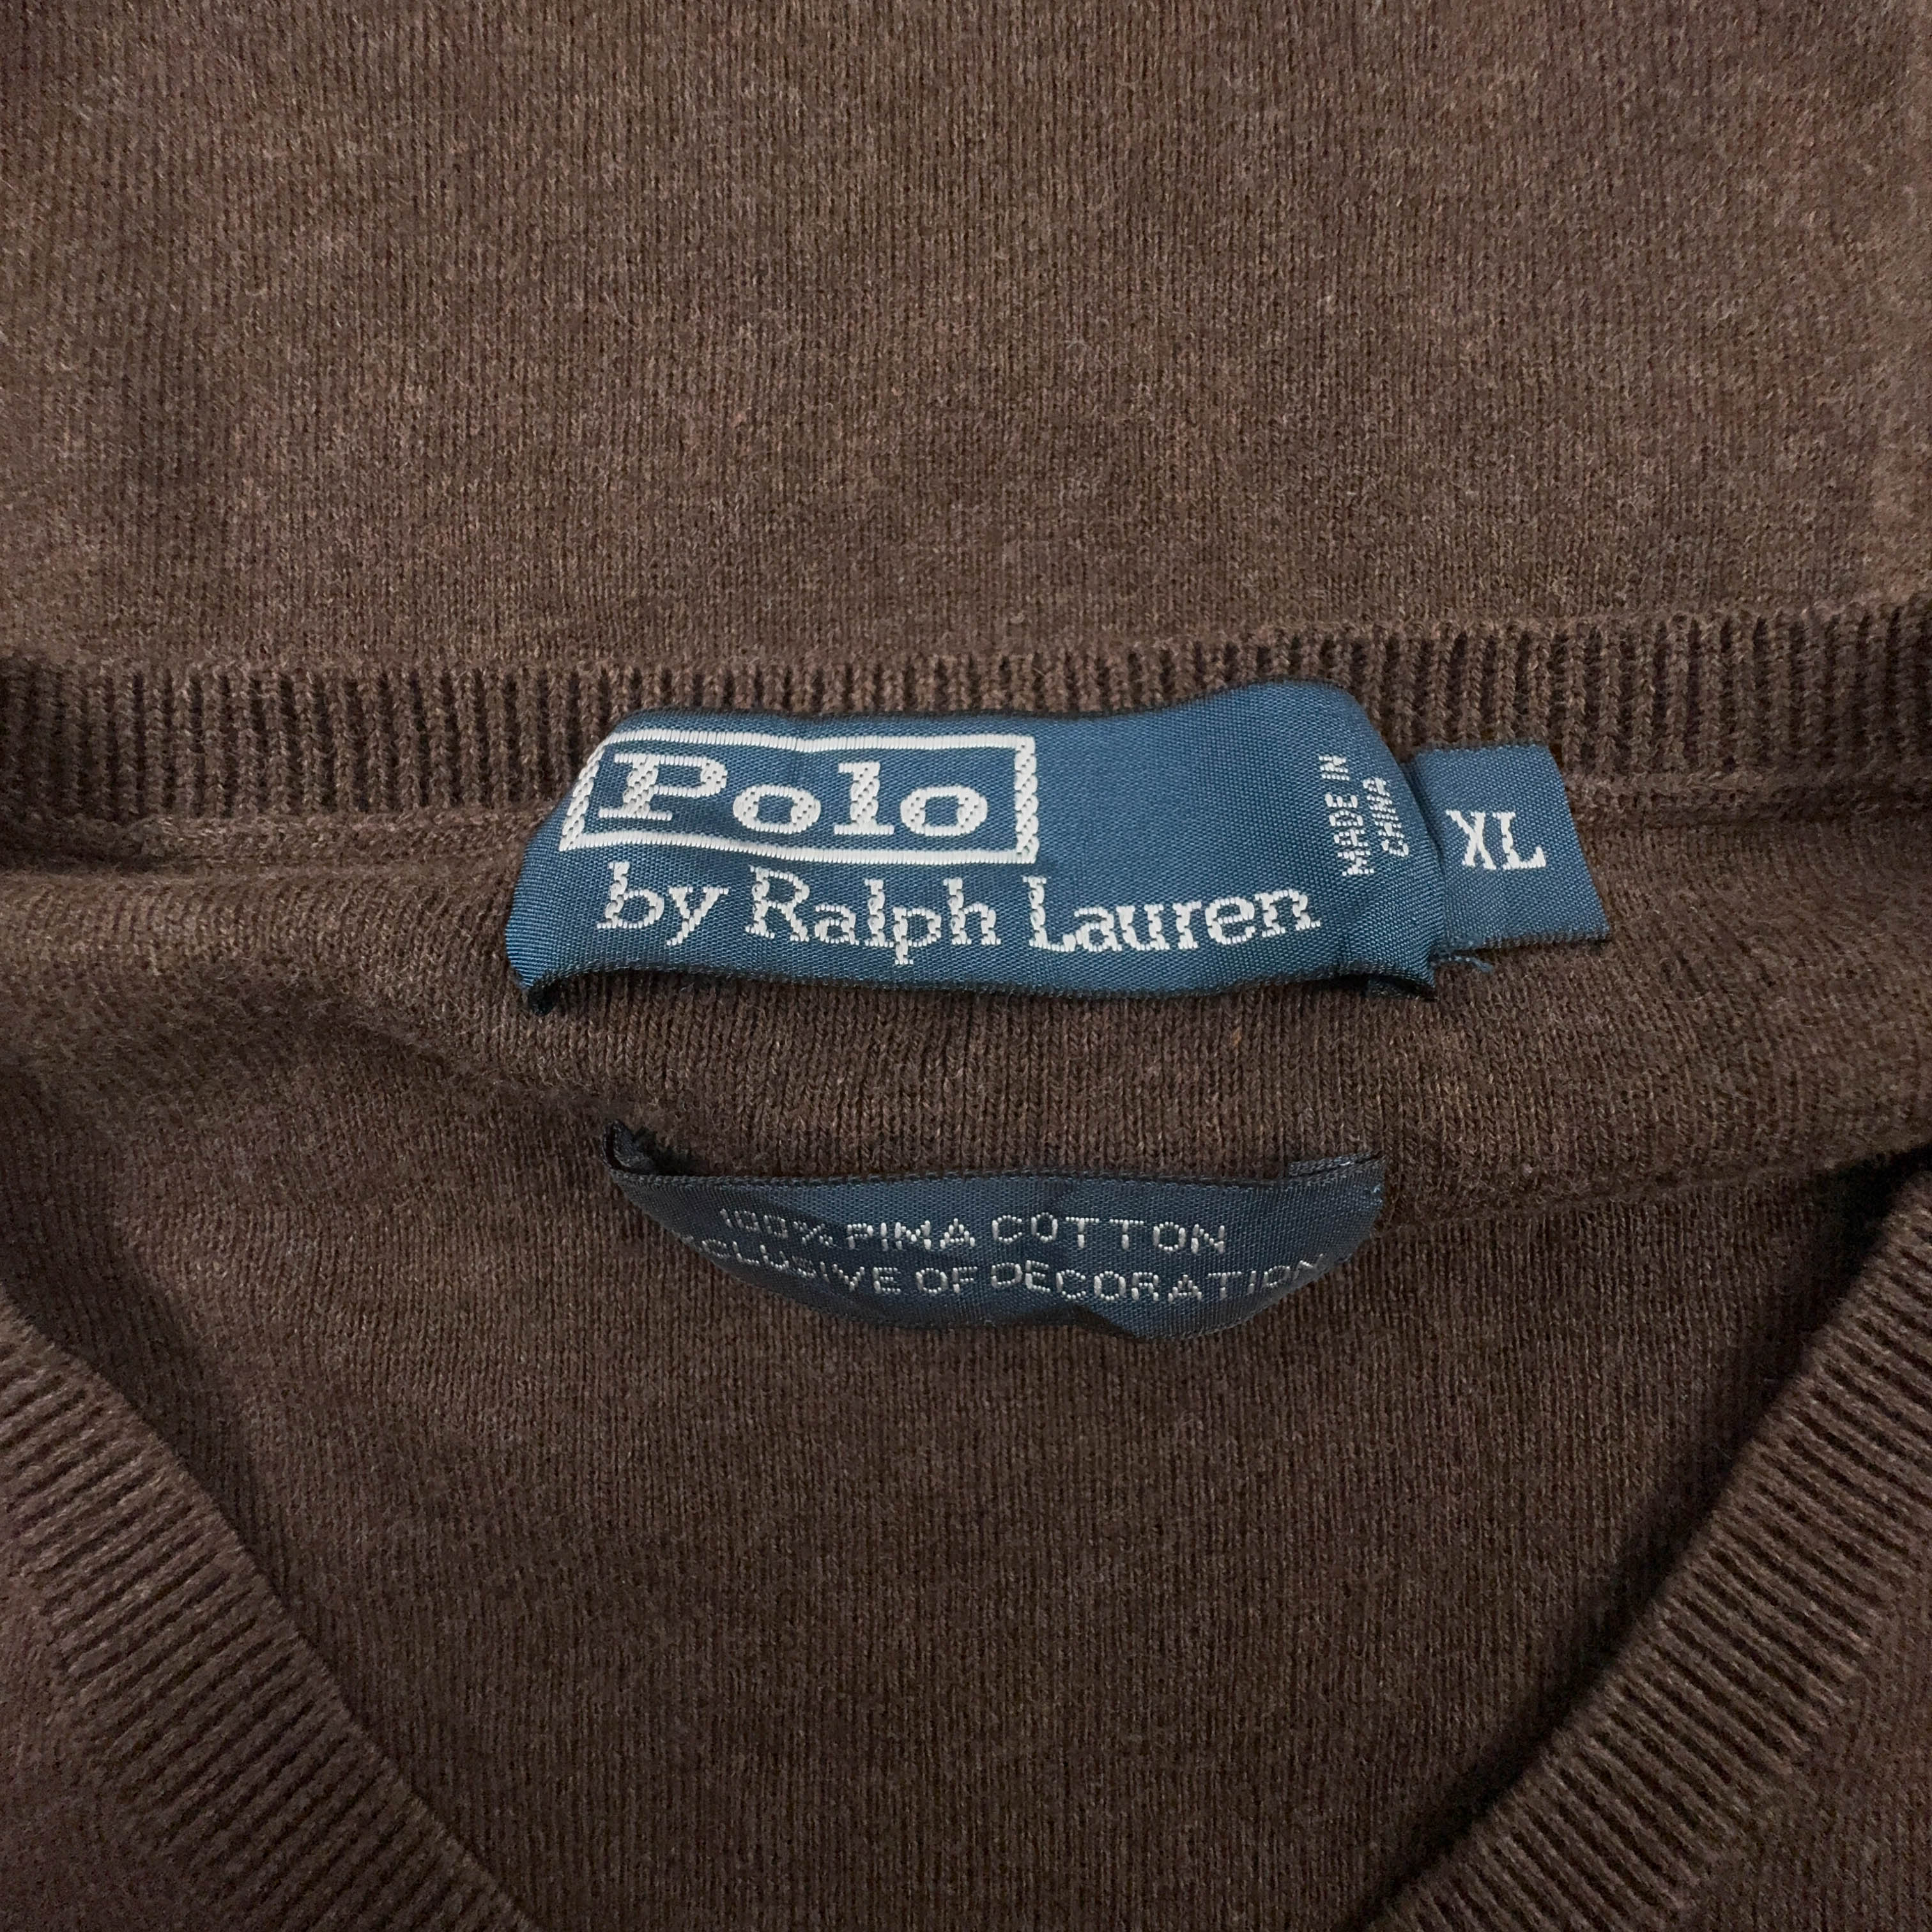 Polo
by Ralph Lauren
MADE IN
CHINA
XL
100% PIMA COTTON
EXCLUSIVE OF DECORATION